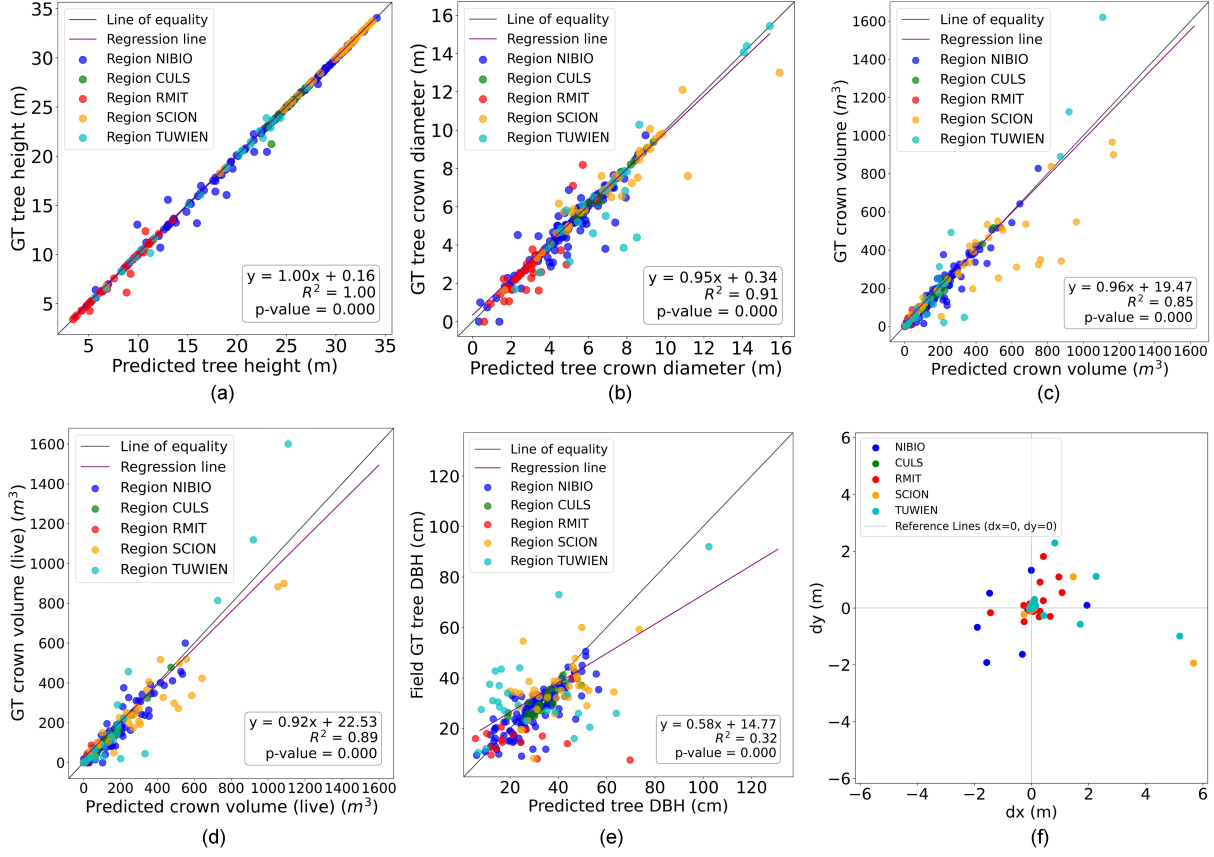 35
30
25
20
15
10
5
GT tree height (m)
Line of equality
Regression line
Region NIBIO
Region CULS
Region RMIT
Region SCION
Region TUWIEN
y = 1.00x + 0.16
R² = 1.00
p-value = 0.000
5 10 15 20 25 30 35
Predicted tree height (m)
(a)
16
14
12
10
8
6
4
2
0
GT tree crown diameter (m)
Line of equality
Regression line
Region NIBIO
Region CULS
Region RMIT
Region SCION
Region TUWIEN
y = 0.95x + 0.34
R² = 0.91
p-value = 0.000
0 2 4 6 8 10 12 14 16
Predicted tree crown diameter (m)
(b)
1600
1400
1200
1000
800
600
400
200
0
GT crown volume (m³)
Line of equality
Regression line
Region NIBIO
Region CULS
Region RMIT
Region SCION
Region TUWIEN
y = 0.96x + 19.47
R² = 0.85
p-value = 0.000
0 200 400 600 800 1000 1200 1400 1600
Predicted crown volume (m³)
(c)
1600
1400
1200
1000
800
600
400
200
0
GT crown volume (live) (m³)
Line of equality
Regression line
Region NIBIO
Region CULS
Region RMIT
Region SCION
Region TUWIEN
y = 0.92x + 22.53
R² = 0.89
p-value = 0.000
0 200 400 600 800 1000 1200 1400 1600
Predicted crown volume (live) (m³)
(d)
120
100
80
60
40
20
Field GT tree DBH (cm)
Line of equality
Regression line
Region NIBIO
Region CULS
Region RMIT
Region SCION
Region TUWIEN
y = 0.58x + 14.77
R² = 0.32
p-value = 0.000
20 40 60 80 100 120
Predicted tree DBH (cm)
(e)
6
4
2
0
−2
−4
−6
dy (m)
NIBIO
CULS
RMIT
SCION
TUWIEN
Reference Lines (dx=0, dy=0)
−6 −4 −2 0 2 4 6
dx (m)
(f)